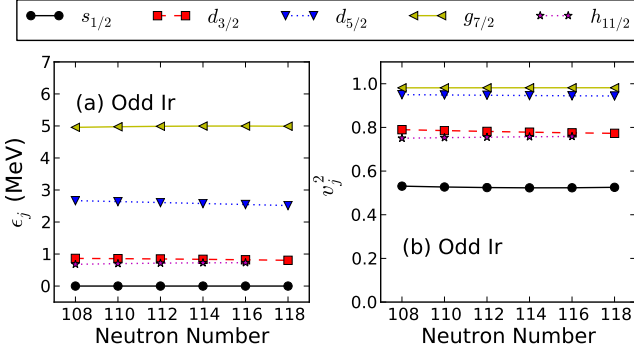 s1/2 d3/2 d5/2 g7/2 h11/2
(a) Odd Ir
ϵj (MeV)
7
6
5
4
3
2
1
0
108 110 112 114 116 118
Neutron Number
(b) Odd Ir
v²j
1.0
0.8
0.6
0.4
0.2
0.0
108 110 112 114 116 118
Neutron Number